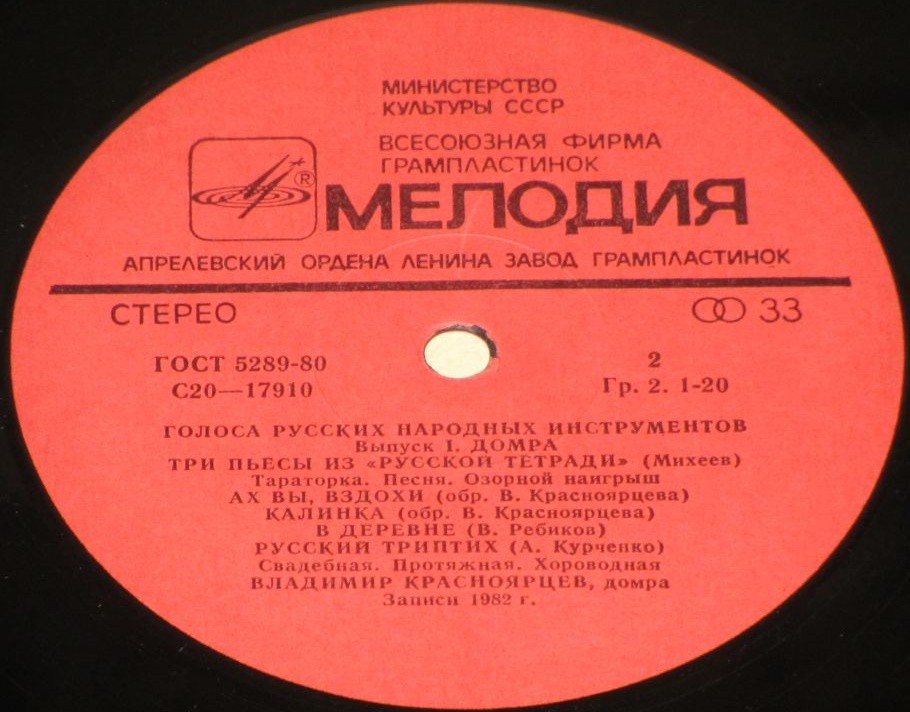 МИНИСТЕРСТВО
КУЛЬТУРЫ СССР
ВСЕСОЮЗНАЯ ФИРМА
ГРАМПЛАСТИНОК
®
МЕЛОДИЯ
АПРЕЛЕВСКИЙ ОРДЕНА ЛЕНИНА ЗАВОД ГРАМПЛАСТИНОК
СТЕРЕО
33
ГОСТ 5289-80
2
С20—17910
Гр. 2. 1-20
ГОЛОСА РУССКИХ НАРОДНЫХ ИНСТРУМЕНТОВ
Выпуск I. ДОМРА
ТРИ ПЬЕСЫ ИЗ «РУССКОЙ ТЕТРАДИ» (Михеев)
Тараторка. Песня. Озорной наигрыш
АХ ВЫ, ВЗДОХИ (обр. В. Красноярцева)
КАЛИНКА (обр. В. Красноярцева)
В ДЕРЕВНЕ (В. Ребиков)
РУССКИЙ ТРИПТИХ (А. Курченко)
Свадебная. Протяжная. Хороводная
ВЛАДИМИР КРАСНОЯРЦЕВ, домра
Записи 1982 г.